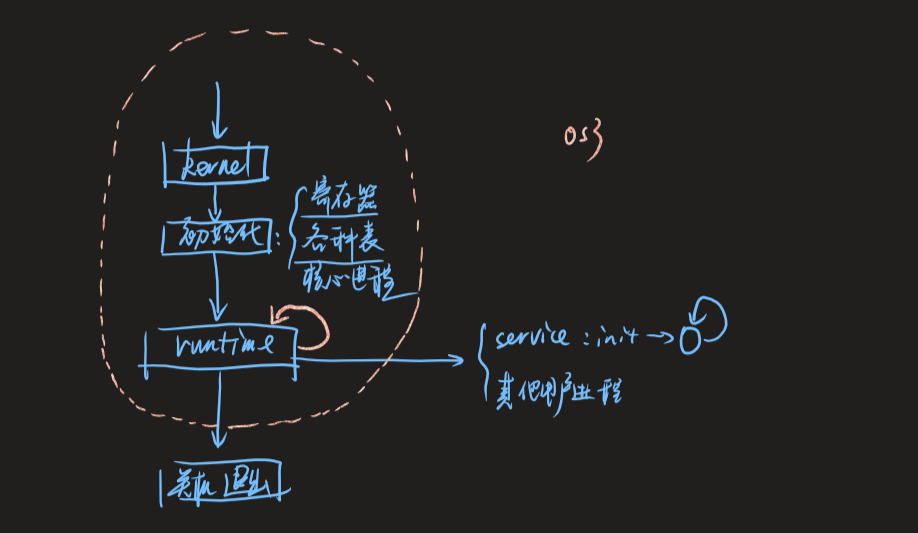 os3
kernel
初始化:
寄存器
各种表
核心进程
runtime
service : init
其他用户进程
关机退出